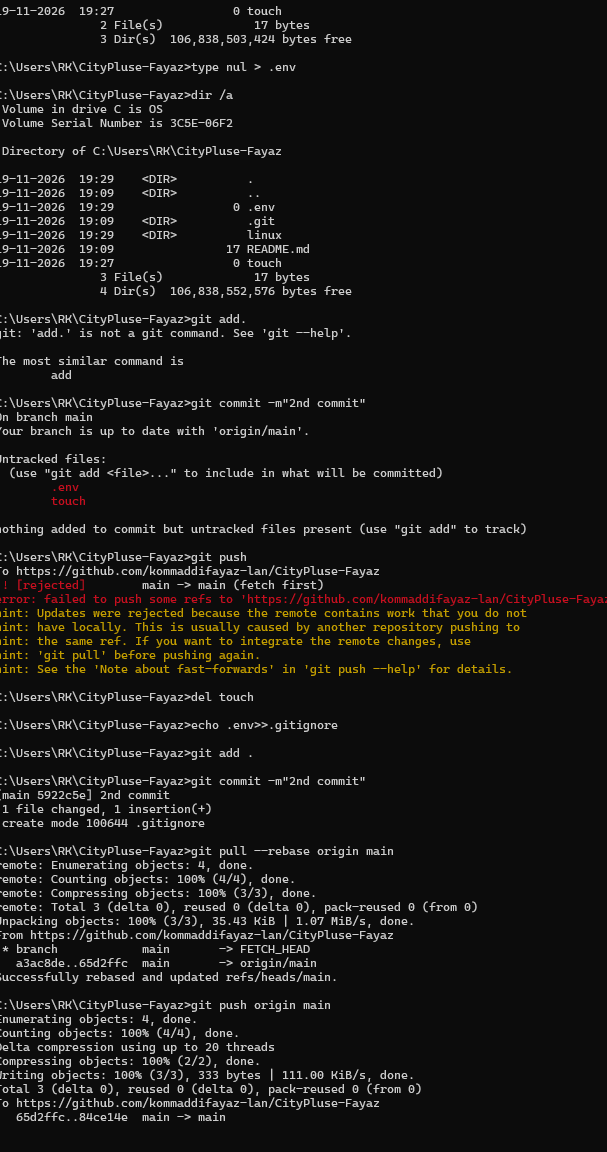 19-11-2026  19:27                 0 touch
               2 File(s)             17 bytes
               3 Dir(s)  106,838,503,424 bytes free
C:\Users\RK\CityPluse-Fayaz>type nul > .env
C:\Users\RK\CityPluse-Fayaz>dir /a
 Volume in drive C is OS
 Volume Serial Number is 3C5E-06F2
 Directory of C:\Users\RK\CityPluse-Fayaz
19-11-2026  19:29    <DIR>          .
19-11-2026  19:09    <DIR>          ..
19-11-2026  19:29                 0 .env
19-11-2026  19:09    <DIR>          .git
19-11-2026  19:29    <DIR>          linux
19-11-2026  19:09                17 README.md
19-11-2026  19:27                 0 touch
               3 File(s)             17 bytes
               4 Dir(s)  106,838,552,576 bytes free
C:\Users\RK\CityPluse-Fayaz>git add.
git: 'add.' is not a git command. See 'git --help'.
The most similar command is
        add
C:\Users\RK\CityPluse-Fayaz>git commit -m"2nd commit"
On branch main
Your branch is up to date with 'origin/main'.
Untracked files:
  (use "git add <file>..." to include in what will be committed)
        .env
        touch
nothing added to commit but untracked files present (use "git add" to track)
C:\Users\RK\CityPluse-Fayaz>git push
To https://github.com/kommaddifayaz-lan/CityPluse-Fayaz
 ! [rejected]        main -> main (fetch first)
error: failed to push some refs to 'https://github.com/kommaddifayaz-lan/CityPluse-Fayaz
hint: Updates were rejected because the remote contains work that you do not
hint: have locally. This is usually caused by another repository pushing to
hint: the same ref. If you want to integrate the remote changes, use
hint: 'git pull' before pushing again.
hint: See the 'Note about fast-forwards' in 'git push --help' for details.
C:\Users\RK\CityPluse-Fayaz>del touch
C:\Users\RK\CityPluse-Fayaz>echo .env>>.gitignore
C:\Users\RK\CityPluse-Fayaz>git add .
C:\Users\RK\CityPluse-Fayaz>git commit -m"2nd commit"
[main 5922c5e] 2nd commit
 1 file changed, 1 insertion(+)
 create mode 100644 .gitignore
C:\Users\RK\CityPluse-Fayaz>git pull --rebase origin main
remote: Enumerating objects: 4, done.
remote: Counting objects: 100% (4/4), done.
remote: Compressing objects: 100% (3/3), done.
remote: Total 3 (delta 0), reused 0 (delta 0), pack-reused 0 (from 0)
Unpacking objects: 100% (3/3), 35.43 KiB | 1.07 MiB/s, done.
From https://github.com/kommaddifayaz-lan/CityPluse-Fayaz
 * branch            main       -> FETCH_HEAD
   a3ac8de..65d2ffc  main       -> origin/main
Successfully rebased and updated refs/heads/main.
C:\Users\RK\CityPluse-Fayaz>git push origin main
Enumerating objects: 4, done.
Counting objects: 100% (4/4), done.
Delta compression using up to 20 threads
Compressing objects: 100% (2/2), done.
Writing objects: 100% (3/3), 333 bytes | 111.00 KiB/s, done.
Total 3 (delta 0), reused 0 (delta 0), pack-reused 0 (from 0)
To https://github.com/kommaddifayaz-lan/CityPluse-Fayaz
   65d2ffc..84ce14e  main -> main